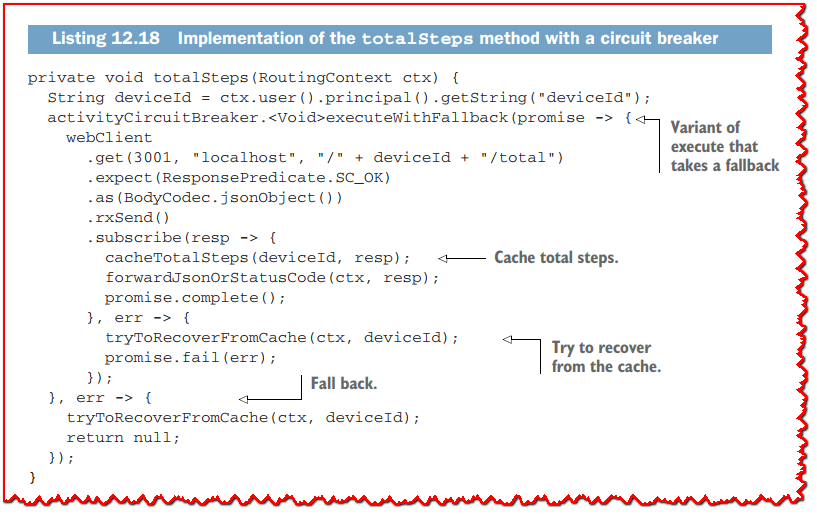 Listing 12.18 Implementation of the totalSteps method with a circuit breaker
private void totalSteps(RoutingContext ctx) {
String deviceId = ctx.user().principal().getString("deviceId");
activityCircuitBreaker.<Void>executeWithFallback(promise -> {
Variant of
execute that
takes a fallback
webClient
.get(3001, "localhost", "/" + deviceId + "/total")
.expect(ResponsePredicate.SC_OK)
.as(BodyCodec.jsonObject())
.rxSend()
.subscribe(resp -> {
cacheTotalSteps(deviceId, resp);
Cache total steps.
forwardJsonOrStatusCode(ctx, resp);
promise.complete();
}, err -> {
tryToRecoverFromCache(ctx, deviceId);
Try to recover
from the cache.
promise.fail(err);
});
Fall back.
}, err -> {
tryToRecoverFromCache(ctx, deviceId);
return null;
});
}